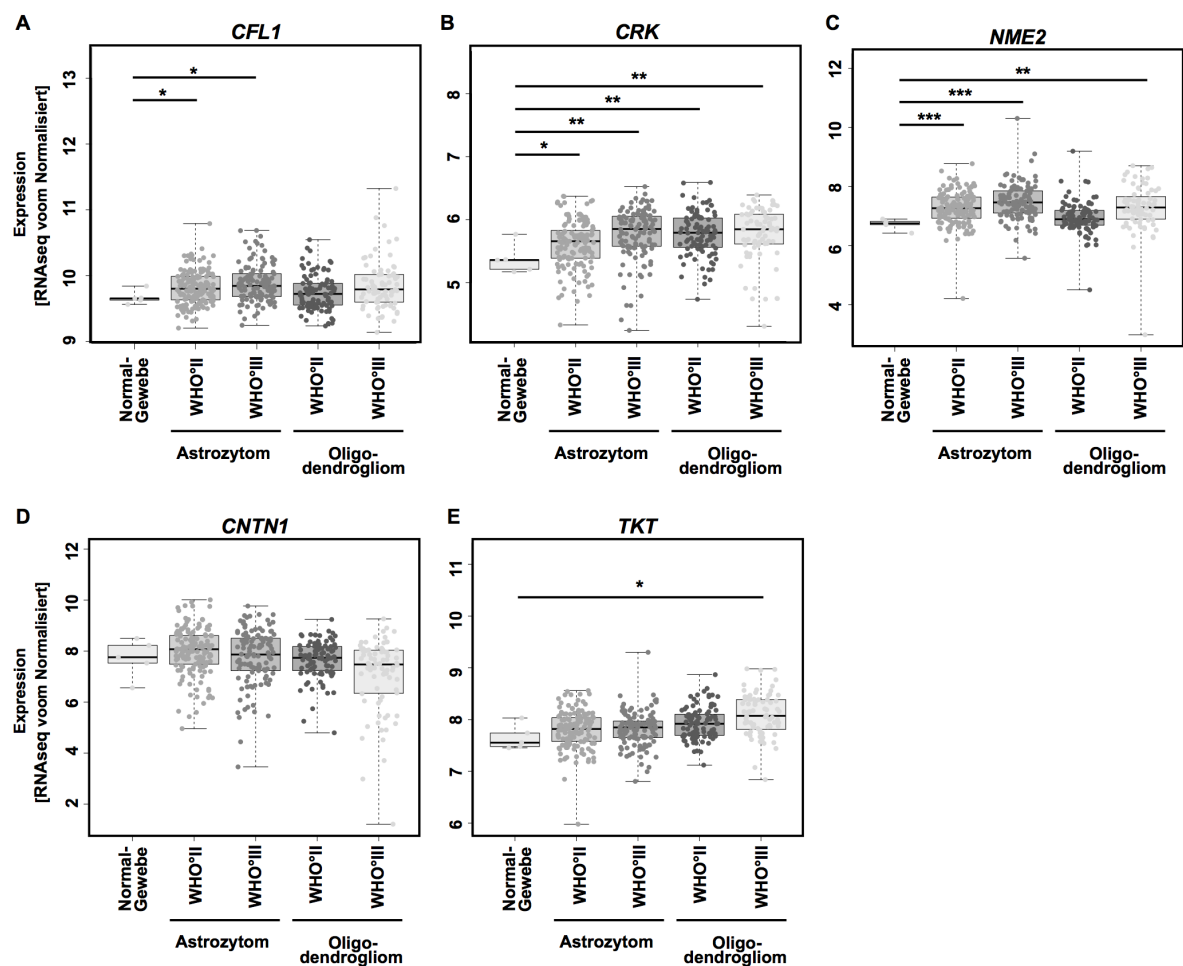 A
CFL1
Expression
[RNAseq voom Normalisiert]
13
12
11
10
9
*
*
Normal-
Gewebe
WHO°II
WHO°III
WHO°II
WHO°III
Astrozytom
Oligo-
dendrogliom
B
CRK
8
7
6
5
**
**
**
*
Normal-
Gewebe
WHO°II
WHO°III
WHO°II
WHO°III
Astrozytom
Oligo-
dendrogliom
C
NME2
12
10
8
6
4
**
***
***
Normal-
Gewebe
WHO°II
WHO°III
WHO°II
WHO°III
Astrozytom
Oligo-
dendrogliom
D
CNTN1
Expression
[RNAseq voom Normalisiert]
12
10
8
6
4
2
Normal-
Gewebe
WHO°II
WHO°III
WHO°II
WHO°III
Astrozytom
Oligo-
dendrogliom
E
TKT
11
10
9
8
7
6
*
Normal-
Gewebe
WHO°II
WHO°III
WHO°II
WHO°III
Astrozytom
Oligo-
dendrogliom